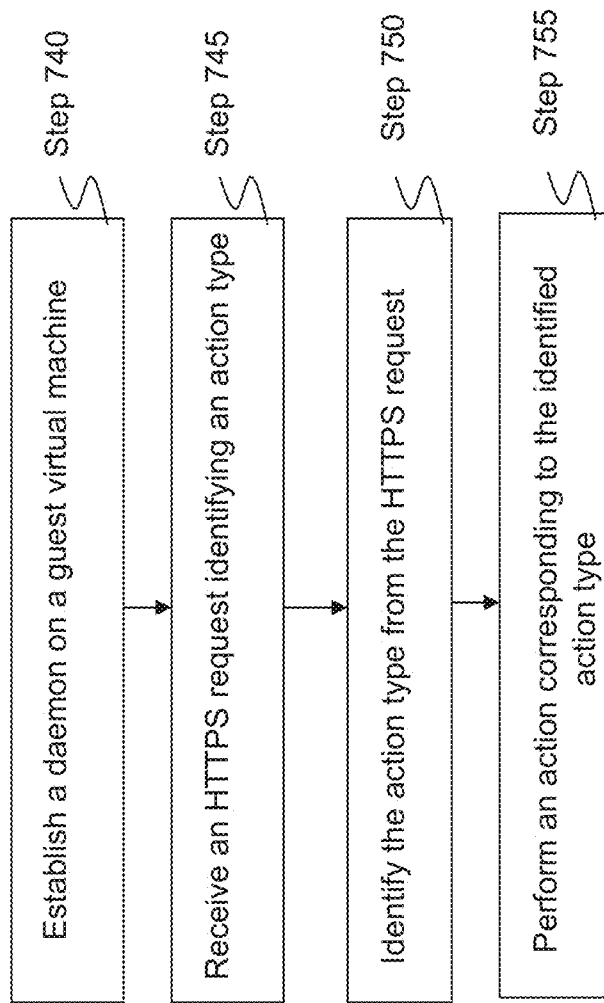 Establish a daemon on a guest virtual machine
Step 740
Receive an HTTPS request identifying an action type
Step 745
Identify the action type from the HTTPS request
Step 750
Perform an action corresponding to the identified
action type
Step 755